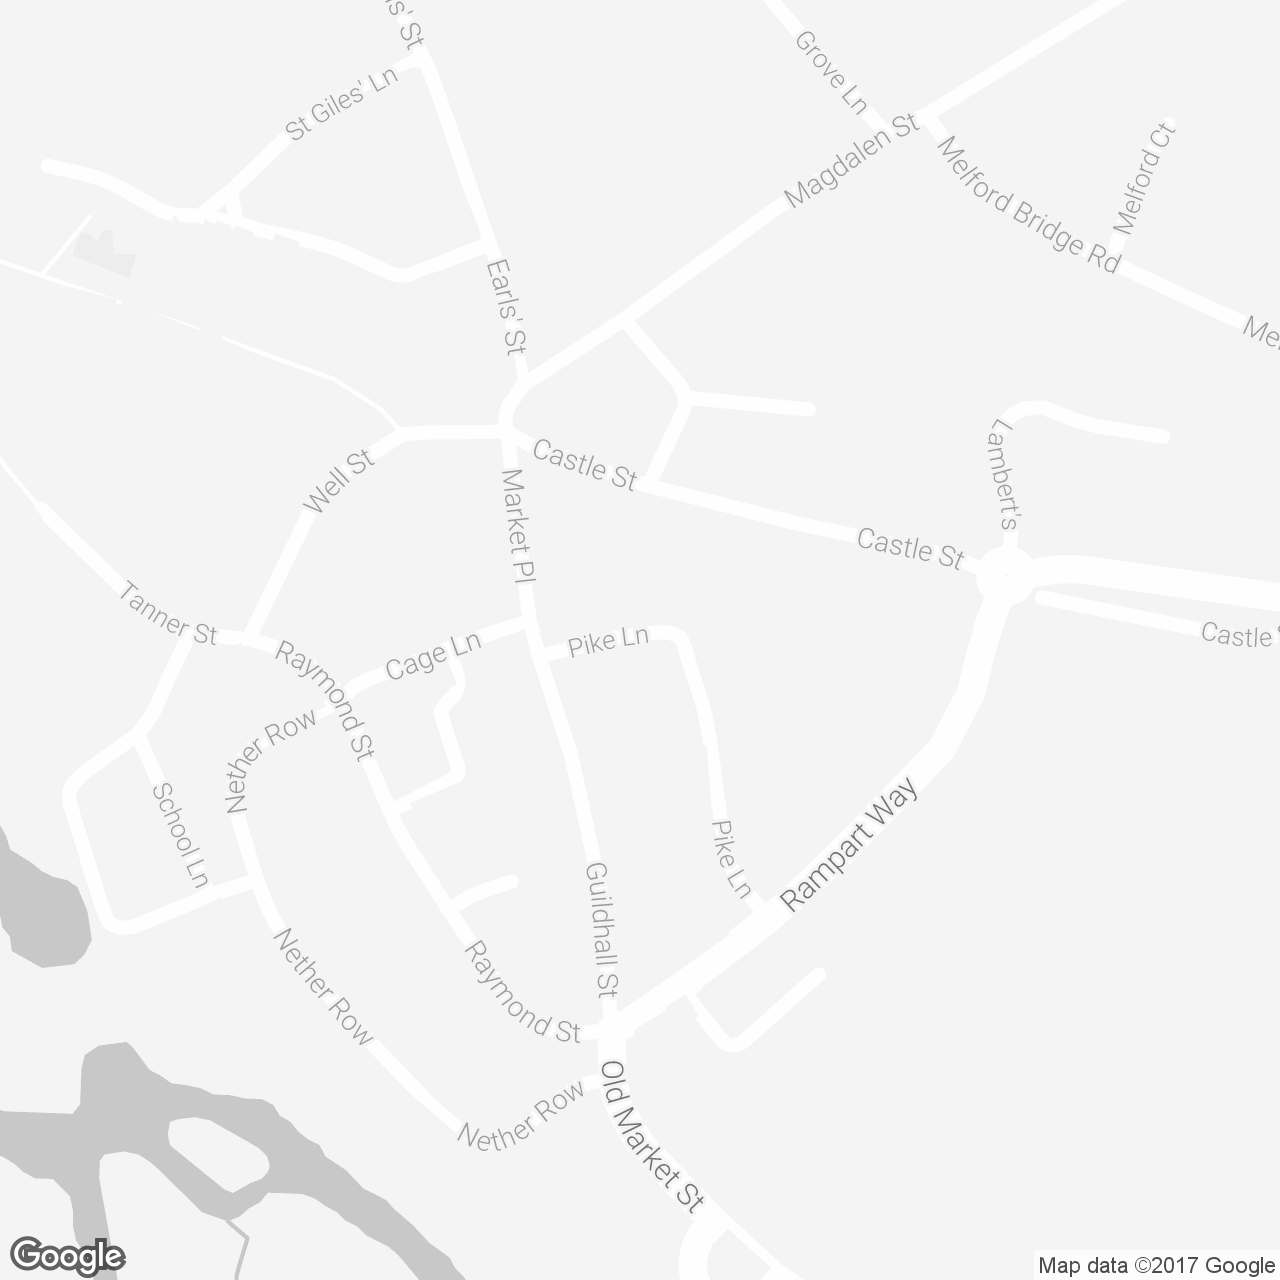 St Giles' Ln
Grove Ln
Magdalen St
Melford Bridge Rd
Melford Ct
Earls' St
Well St
Castle St
Market Pl
Castle St
Lambert's
Tanner St
Raymond St
Cage Ln
Pike Ln
Nether Row
School Ln
Rampart Way
Pike Ln
Guildhall St
Nether Row
Raymond St
Nether Row
Old Market St
Google
Map data ©2017 Google